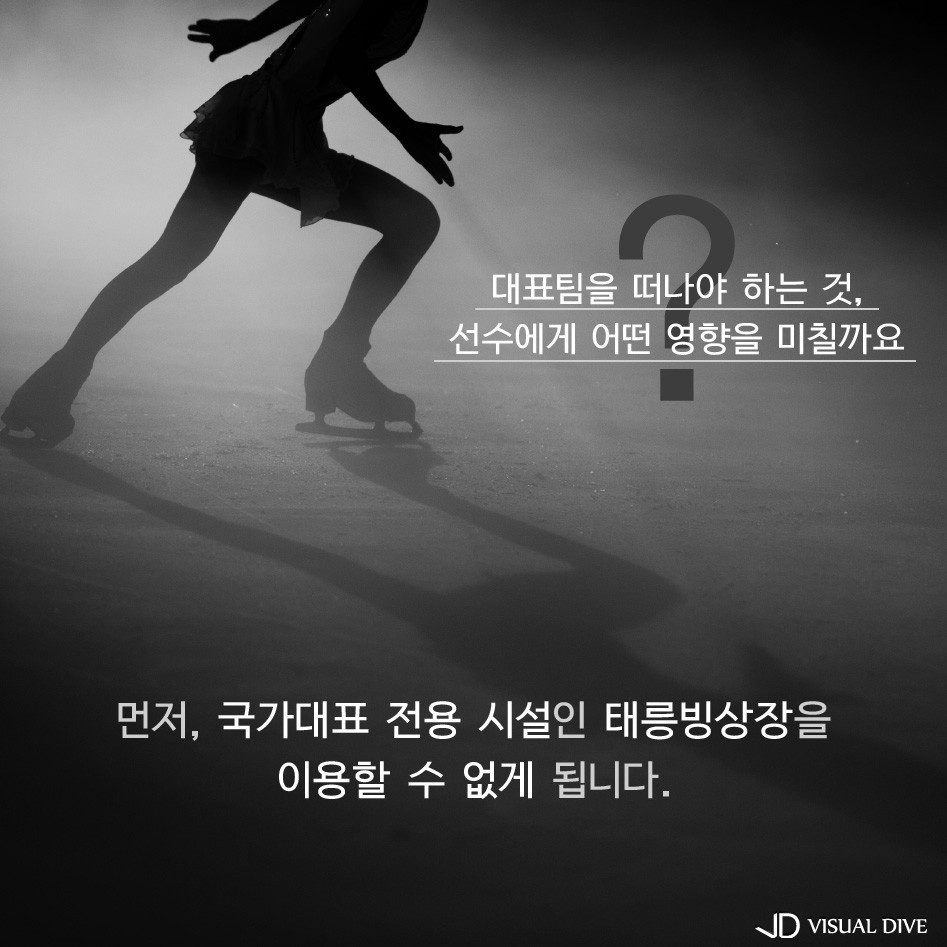 대표팀을 떠나야 하는 것,
선수에게 어떤 영향을 미칠까요
?
먼저, 국가대표 전용 시설인 태릉빙상장을
이용할 수 없게 됩니다.
VD VISUAL DIVE